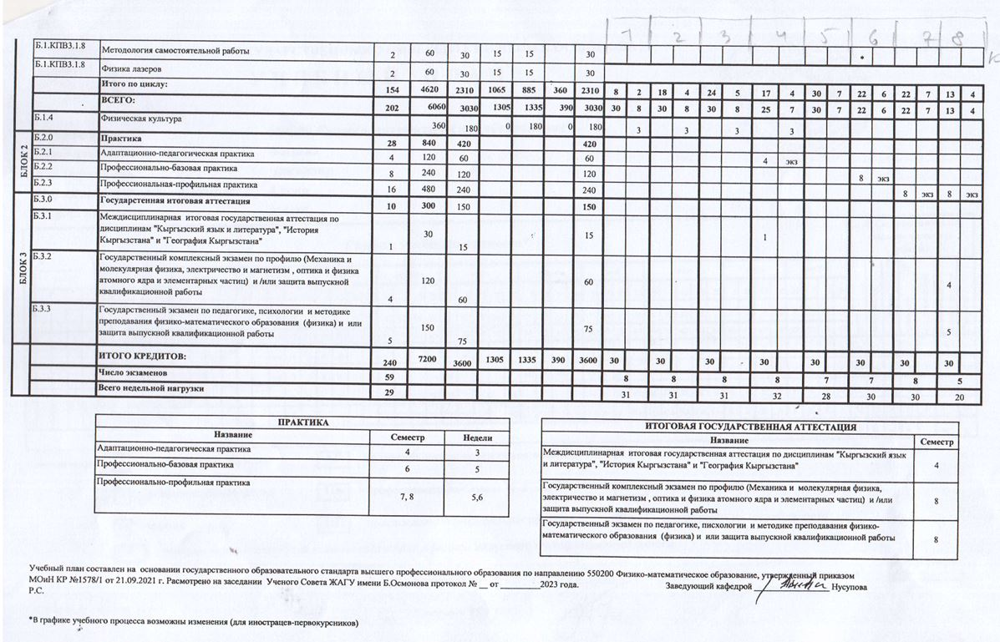 1 2 3 4 5 6 7 8
Б.1.КПВ3.1.8 Методология самостоятельной работы 2 60 30 15 15 30
Б.1.КПВ3.1.8 Физика лазеров 2 60 30 15 15 30
Итого по циклу: 154 4620 2310 1065 885 360 2310 8 2 18 4 24 5 17 4 30 7 22 6 22 7 13 4
ВСЕГО: 202 6060 3030 1305 1335 390 3030 30 8 30 8 30 8 25 7 30 7 22 6 22 7 13 4
Б.1.4 Физическая культура 360 180 0 180 0 180 3 3 3 3
БЛОК 2
Б.2.0 Практика 28 840 420 420
Б.2.1 Адаптационно-педагогическая практика 4 120 60 60 4 экз
Б.2.2 Профессионально-базовая практика 8 240 120 120 8 экз
Б.2.3 Профессиональная-профильная практика 16 480 240 240 8 экз 8 экз
БЛОК 3
Б.3.0 Государстенная итоговая аттестация 10 300 150 150
Б.3.1 Междисциплинарная итоговая государственная аттестация по
дисциплинам "Кыргызский язык и литература", "История
Кыргызстана" и "География Кыргызстана" 1 30 15 15 1
Б.3.2 Государственный комплексный экзамен по профилю (Механика и
молекулярная физика, электричество и магнетизм , оптика и физика
атомного ядра и элементарных частиц) и /или защита выпускной
квалификационной работы 4 120 60 60 4
Б.3.3 Государственный экзамен по педагогике, психологии и методике
преподавания физико-математического образования (физика) и или
защита выпускной квалификационной работы 5 150 75 75 5
ИТОГО КРЕДИТОВ: 240 7200 3600 1305 1335 390 3600 30 30 30 30 30 30 30 30
Число экзаменов 59 8 8 8 8 7 7 8 5
Всего недельной нагрузки 29 31 31 31 32 28 30 30 20
ПРАКТИКА
Название Семестр Недели
Адаптационно-педагогическая практика 4 3
Профессионально-базовая практика 6 5
Профессионально-профильная практика 7, 8 5,6
ИТОГОВАЯ ГОСУДАРСТВЕННАЯ АТТЕСТАЦИЯ
Название Семестр
Междисциплинарная итоговая государственная аттестация по дисциплинам "Кыргызский язык
и литература", "История Кыргызстана" и "География Кыргызстана" 4
Государственный комплексный экзамен по профилю (Механика и молекулярная физика,
электричество и магнетизм , оптика и физика атомного ядра и элементарных частиц) и /или
защита выпускной квалификационной работы 8
Государственный экзамен по педагогике, писхологии и методике преподавания физико-
математического образования (физика) и или защита выпускной квалификационной работы 8
Учебный план составлен на основании государственного образовательного стандарта высшего профессионального образования по направлению 550200 Физико-математическое образование, утвержденный приказом
МОиН КР №1578/1 от 21.09.2021 г. Расмотрено на заседании Ученого Совета ЖАГУ имени Б.Осмонова протокол № __ от __________2023 года. Заведующий кафедрой ________________ Нусупова
Р.С.
*В графике учебного процесса возможны изменения (для инострацев-первокурсников)